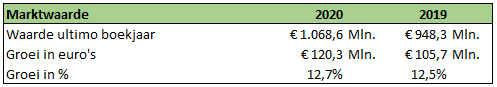 Marktwaarde 2020 2019
Waarde ultimo boekjaar € 1.068,6 Mln. € 948,3 Mln.
Groei in euro's € 120,3 Mln. € 105,7 Mln.
Groei in % 12,7% 12,5%